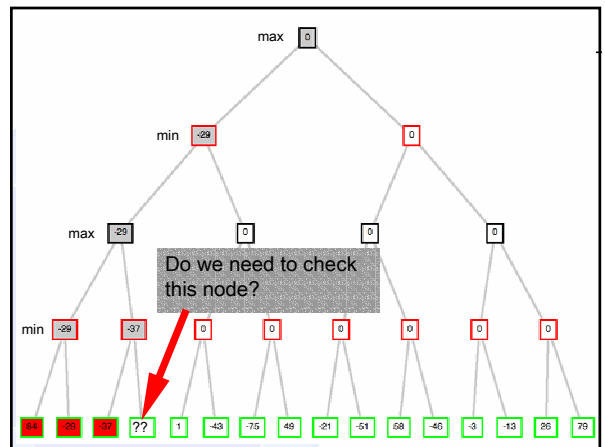 max 0
min -29 0
max -29 0 0 0
Do we need to check
this node?
min -29 -37 0 0 0 0 0 0
84 -29 -37 ?? 1 -43 -75 49 -21 -51 58 -46 -3 -13 26 79